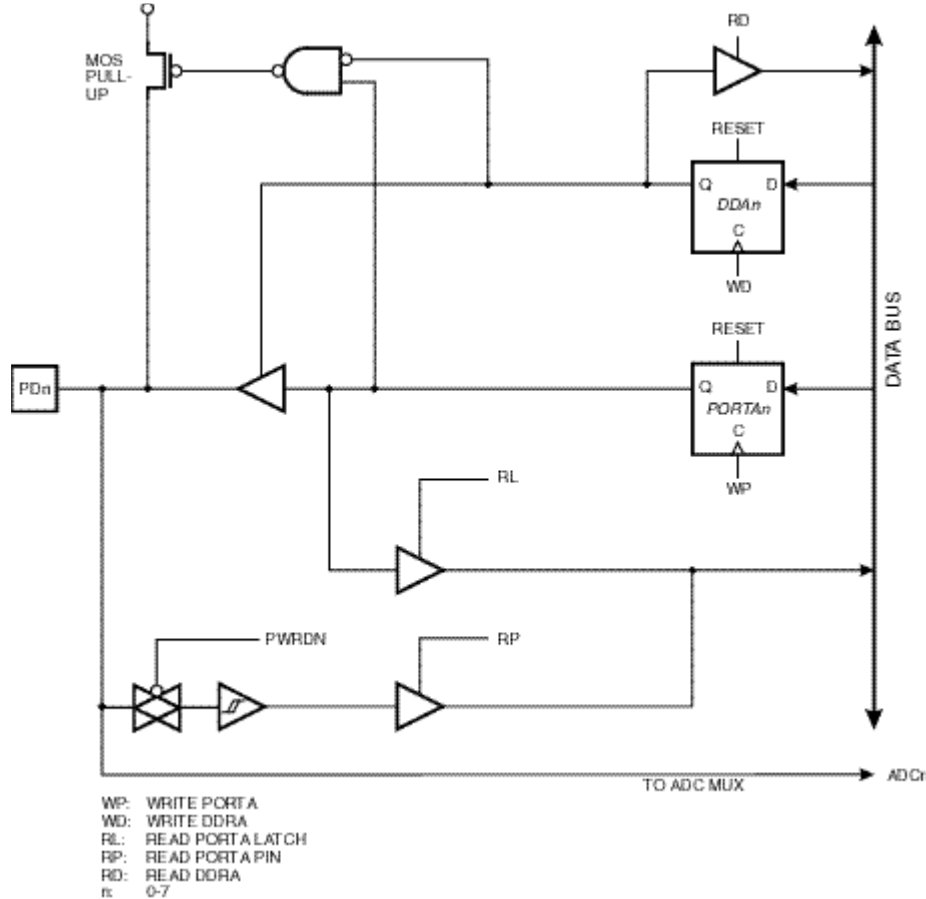 RD
MOS
PULL-
UP
RESET
Q D
DDAn
C
WD
DATA BUS
RESET
PDn
Q D
PORTAn
C
WP
RL
PWRDN
RP
TO ADC MUX
ADCn
WP: WRITE PORTA
WD: WRITE DDRA
RL: READ PORTA LATCH
RP: READ PORTA PIN
RD: READ DDRA
n: 0-7